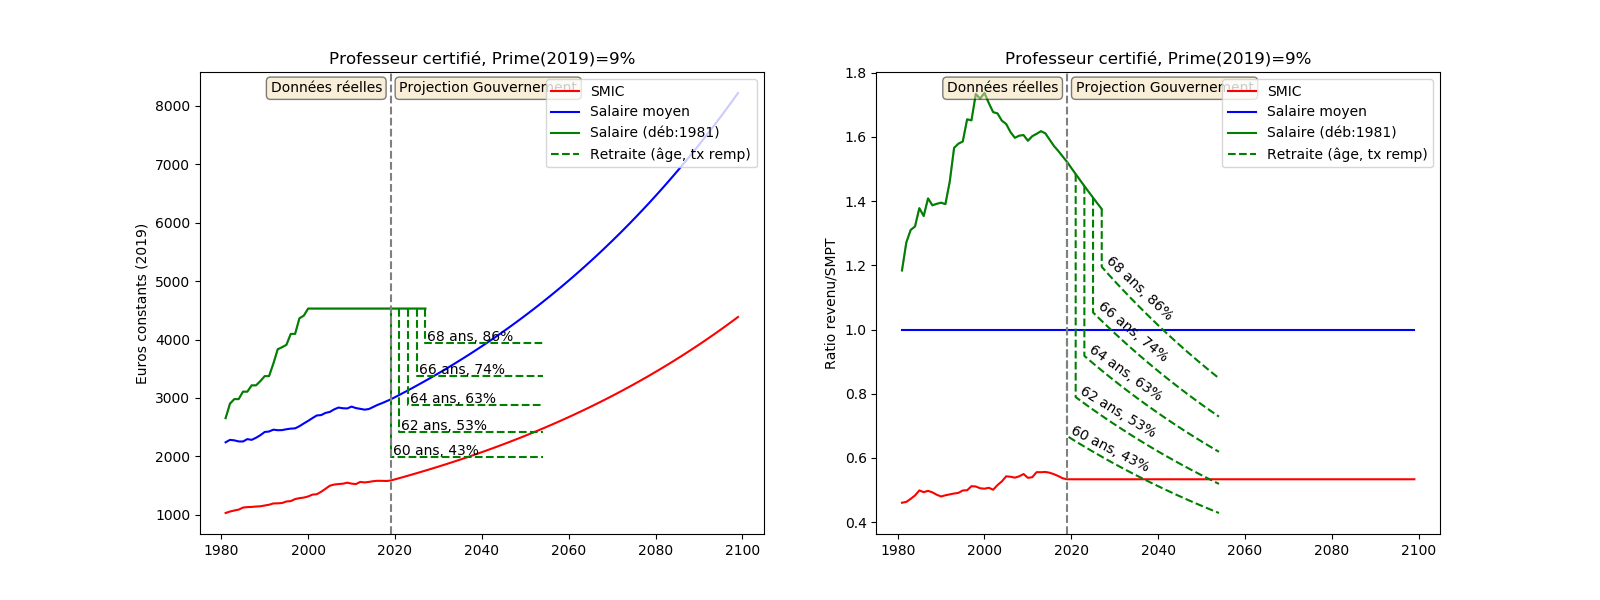 Professeur certifié, Prime(2019)=9%
Données réelles
Projection Gouvernement
SMIC
Salaire moyen
Salaire (déb:1981)
Retraite (âge, tx remp)
Euros constants (2019)
8000
7000
6000
5000
4000
3000
2000
1000
68 ans, 86%
66 ans, 74%
64 ans, 63%
62 ans, 53%
60 ans, 43%
1980
2000
2020
2040
2060
2080
2100
Professeur certifié, Prime(2019)=9%
Données réelles
Projection Gouvernement
SMIC
Salaire moyen
Salaire (déb:1981)
Retraite (âge, tx remp)
Ratio revenu/SMPT
1.8
1.6
1.4
1.2
1.0
0.8
0.6
0.4
68 ans, 86%
66 ans, 74%
64 ans, 63%
62 ans, 53%
60 ans, 43%
1980
2000
2020
2040
2060
2080
2100